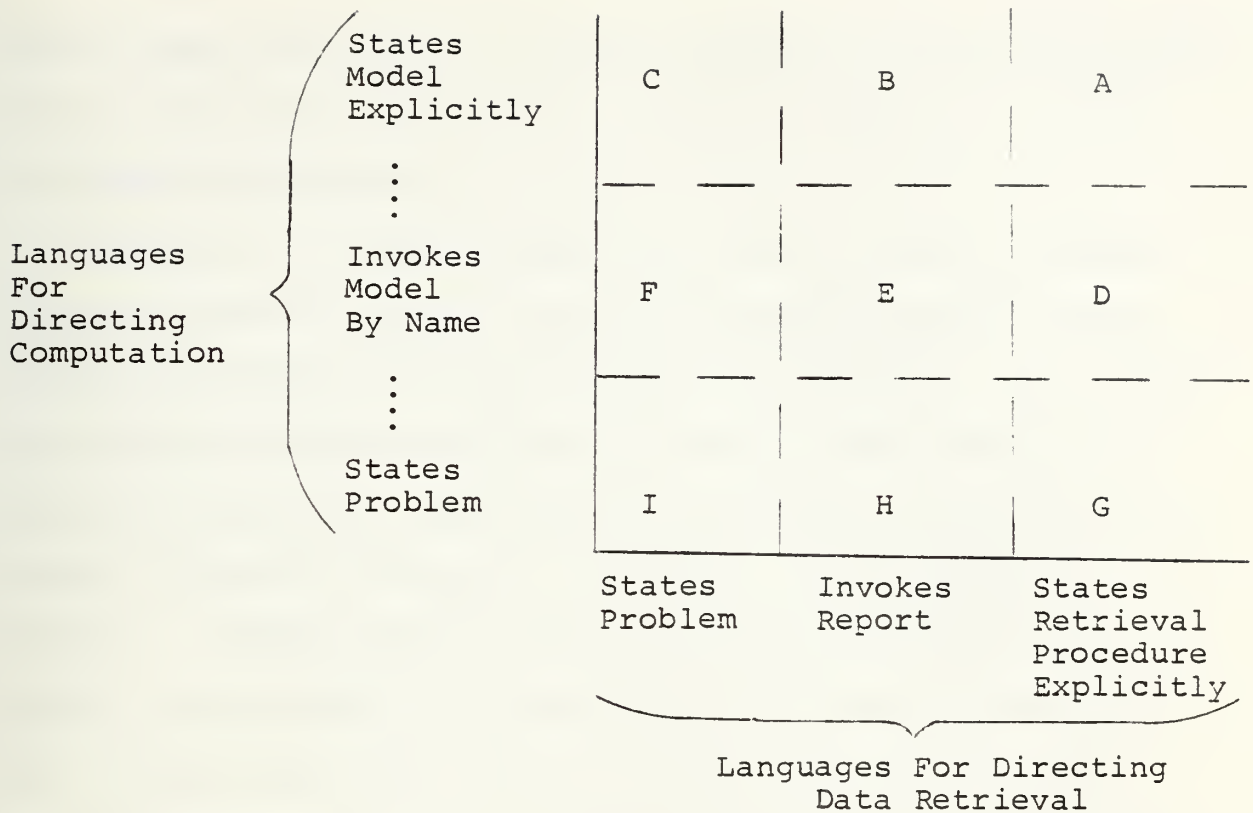 States
Model
Explicitly
C B A
Languages
For
Directing
Computation
Invokes
Model
By Name
F E D
States
Problem
I H G
States
Problem
Invokes
Report
States
Retrieval
Procedure
Explicitly
Languages For Directing
Data Retrieval